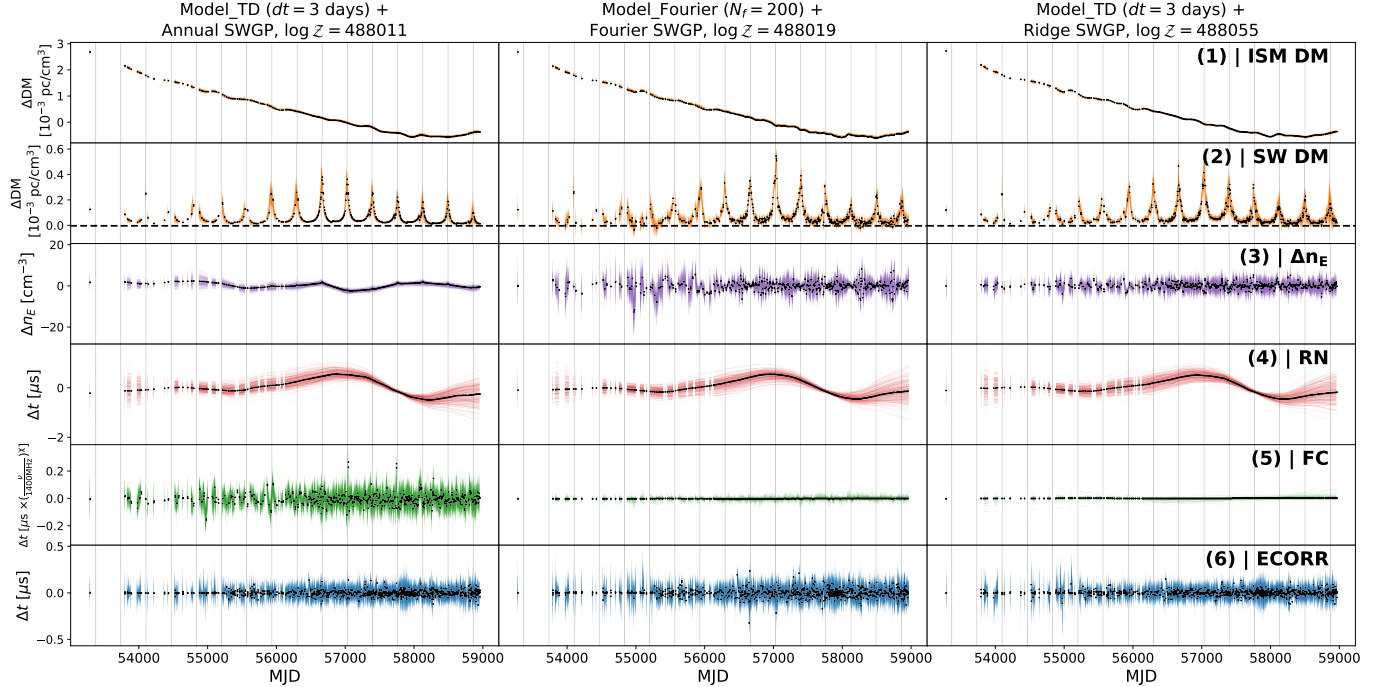 Model_TD (dt = 3 days) +
Annual SWGP, log 𝒵 = 488011
Model_Fourier (N_f = 200) +
Fourier SWGP, log 𝒵 = 488019
Model_TD (dt = 3 days) +
Ridge SWGP, log 𝒵 = 488055
(1) | ISM DM
ΔDM
[10⁻³ pc/cm³]
3
2
1
0
(2) | SW DM
ΔDM
[10⁻³ pc/cm³]
0.6
0.4
0.2
0.0
(3) | Δn_E
Δn_E [cm⁻³]
20
0
−20
(4) | RN
Δt [μs]
0
−2
(5) | FC
Δt [μs ×(ν/1400MHz)^χ]
0.2
0.0
−0.2
(6) | ECORR
Δt [μs]
0.5
0.0
−0.5
54000 55000 56000 57000 58000 59000
54000 55000 56000 57000 58000 59000
54000 55000 56000 57000 58000 59000
MJD
MJD
MJD